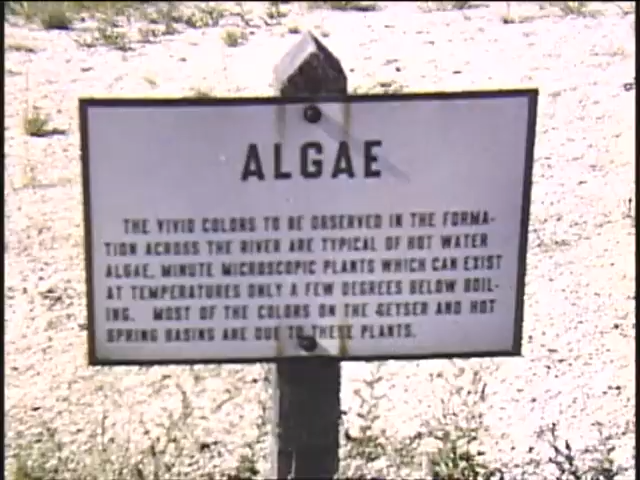 ALGAE
THE VIVID COLORS TO BE OBSERVED IN THE FORMA-
TION ACROSS THE RIVER ARE TYPICAL OF HOT WATER
ALGAE, MINUTE MICROSCOPIC PLANTS WHICH CAN EXIST
AT TEMPERATURES ONLY A FEW DEGREES BELOW BOIL-
ING. MOST OF THE COLORS ON THE GEYSER AND HOT
SPRING BASINS ARE DUE TO THESE PLANTS.